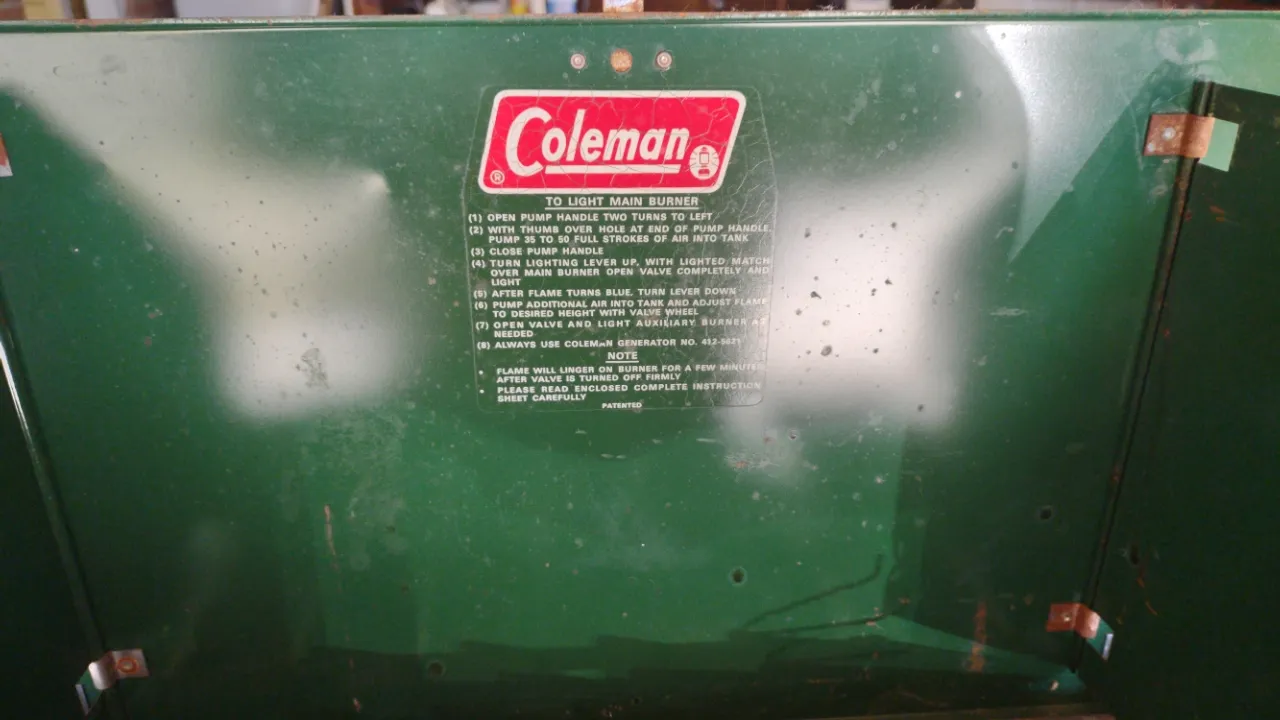 Coleman
®
TO LIGHT MAIN BURNER
(1) OPEN PUMP HANDLE TWO TURNS TO LEFT
(2) WITH THUMB OVER HOLE AT END OF PUMP HANDLE,
PUMP 35 TO 50 FULL STROKES OF AIR INTO TANK
(3) CLOSE PUMP HANDLE
(4) TURN LIGHTING LEVER UP, WITH LIGHTED MATCH
OVER MAIN BURNER OPEN VALVE COMPLETELY AND
LIGHT
(5) AFTER FLAME TURNS BLUE, TURN LEVER DOWN
(6) PUMP ADDITIONAL AIR INTO TANK AND ADJUST FLAME
TO DESIRED HEIGHT WITH VALVE WHEEL
(7) OPEN VALVE AND LIGHT AUXILIARY BURNER AS
NEEDED
(8) ALWAYS USE COLEMAN GENERATOR NO.
NOTE
• FLAME WILL LINGER ON BURNER FOR A FEW MINUTES
AFTER VALVE IS TURNED OFF FIRMLY
• PLEASE READ ENCLOSED COMPLETE INSTRUCTION
SHEET CAREFULLY
PATENTED